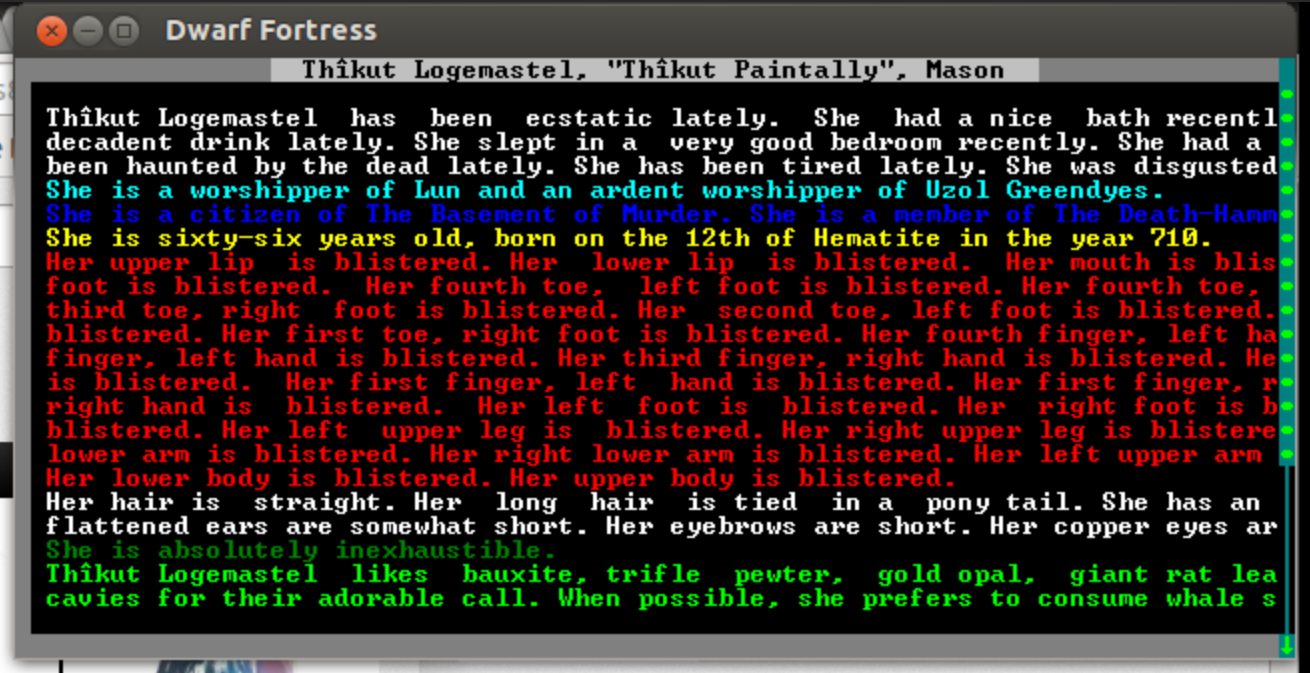 Dwarf Fortress
Thîkut Logemastel, "Thîkut Paintally", Mason
Thîkut Logemastel has been ecstatic lately. She had a nice bath recentl
decadent drink lately. She slept in a very good bedroom recently. She had a
been haunted by the dead lately. She has been tired lately. She was disgusted
She is a worshipper of Lun and an ardent worshipper of Uzol Greendyes.
She is a citizen of The Basement of Murder. She is a member of The Death-Hamm
She is sixty-six years old, born on the 12th of Hematite in the year 710.
Her upper lip is blistered. Her lower lip is blistered. Her mouth is blis
foot is blistered. Her fourth toe, left foot is blistered. Her fourth toe,
third toe, right foot is blistered. Her second toe, left foot is blistered.
blistered. Her first toe, right foot is blistered. Her fourth finger, left ha
finger, left hand is blistered. Her third finger, right hand is blistered. He
is blistered. Her first finger, left hand is blistered. Her first finger, r
right hand is blistered. Her left foot is blistered. Her right foot is b
blistered. Her left upper leg is blistered. Her right upper leg is blistere
lower arm is blistered. Her right lower arm is blistered. Her left upper arm
Her lower body is blistered. Her upper body is blistered.
Her hair is straight. Her long hair is tied in a pony tail. She has an
flattened ears are somewhat short. Her eyebrows are short. Her copper eyes ar
She is absolutely inexhaustible.
Thîkut Logemastel likes bauxite, trifle pewter, gold opal, giant rat lea
cavies for their adorable call. When possible, she prefers to consume whale s